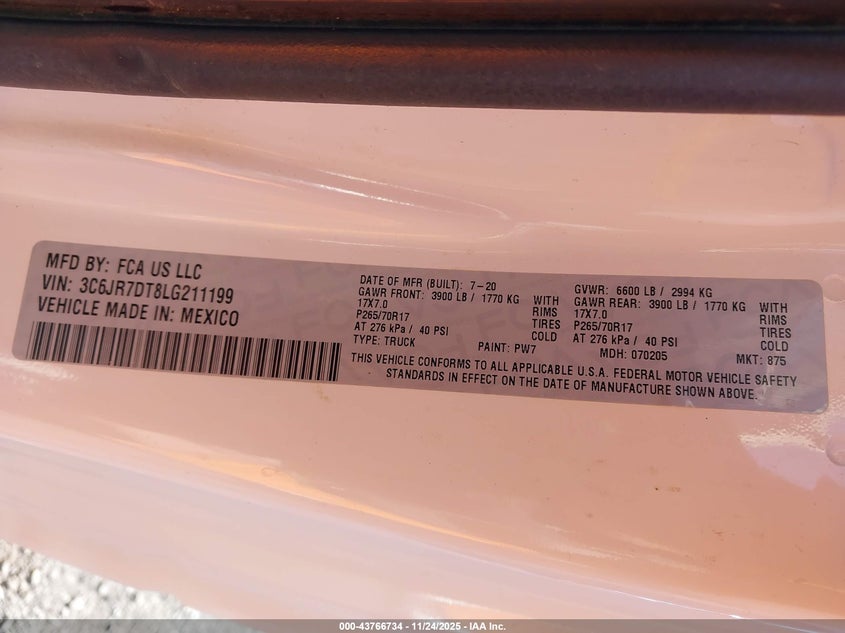 MFD BY: FCA US LLC
VIN: 3C6JR7DT8LG211199
VEHICLE MADE IN: MEXICO
DATE OF MFR (BUILT): 7-20
GAWR FRONT: 3900 LB / 1770 KG WITH
17X7.0 RIMS
P265/70R17 TIRES
AT 276 kPa / 40 PSI COLD
TYPE: TRUCK PAINT: PW7
GVWR: 6600 LB / 2994 KG
GAWR REAR: 3900 LB / 1770 KG WITH
17X7.0 RIMS
P265/70R17 TIRES
AT 276 kPa / 40 PSI COLD
MDH: 070205 MKT: 875
THIS VEHICLE CONFORMS TO ALL APPLICABLE U.S.A. FEDERAL MOTOR VEHICLE SAFETY
STANDARDS IN EFFECT ON THE DATE OF MANUFACTURE SHOWN ABOVE.
000-43766734 - 11/24/2025 - IAA Inc.